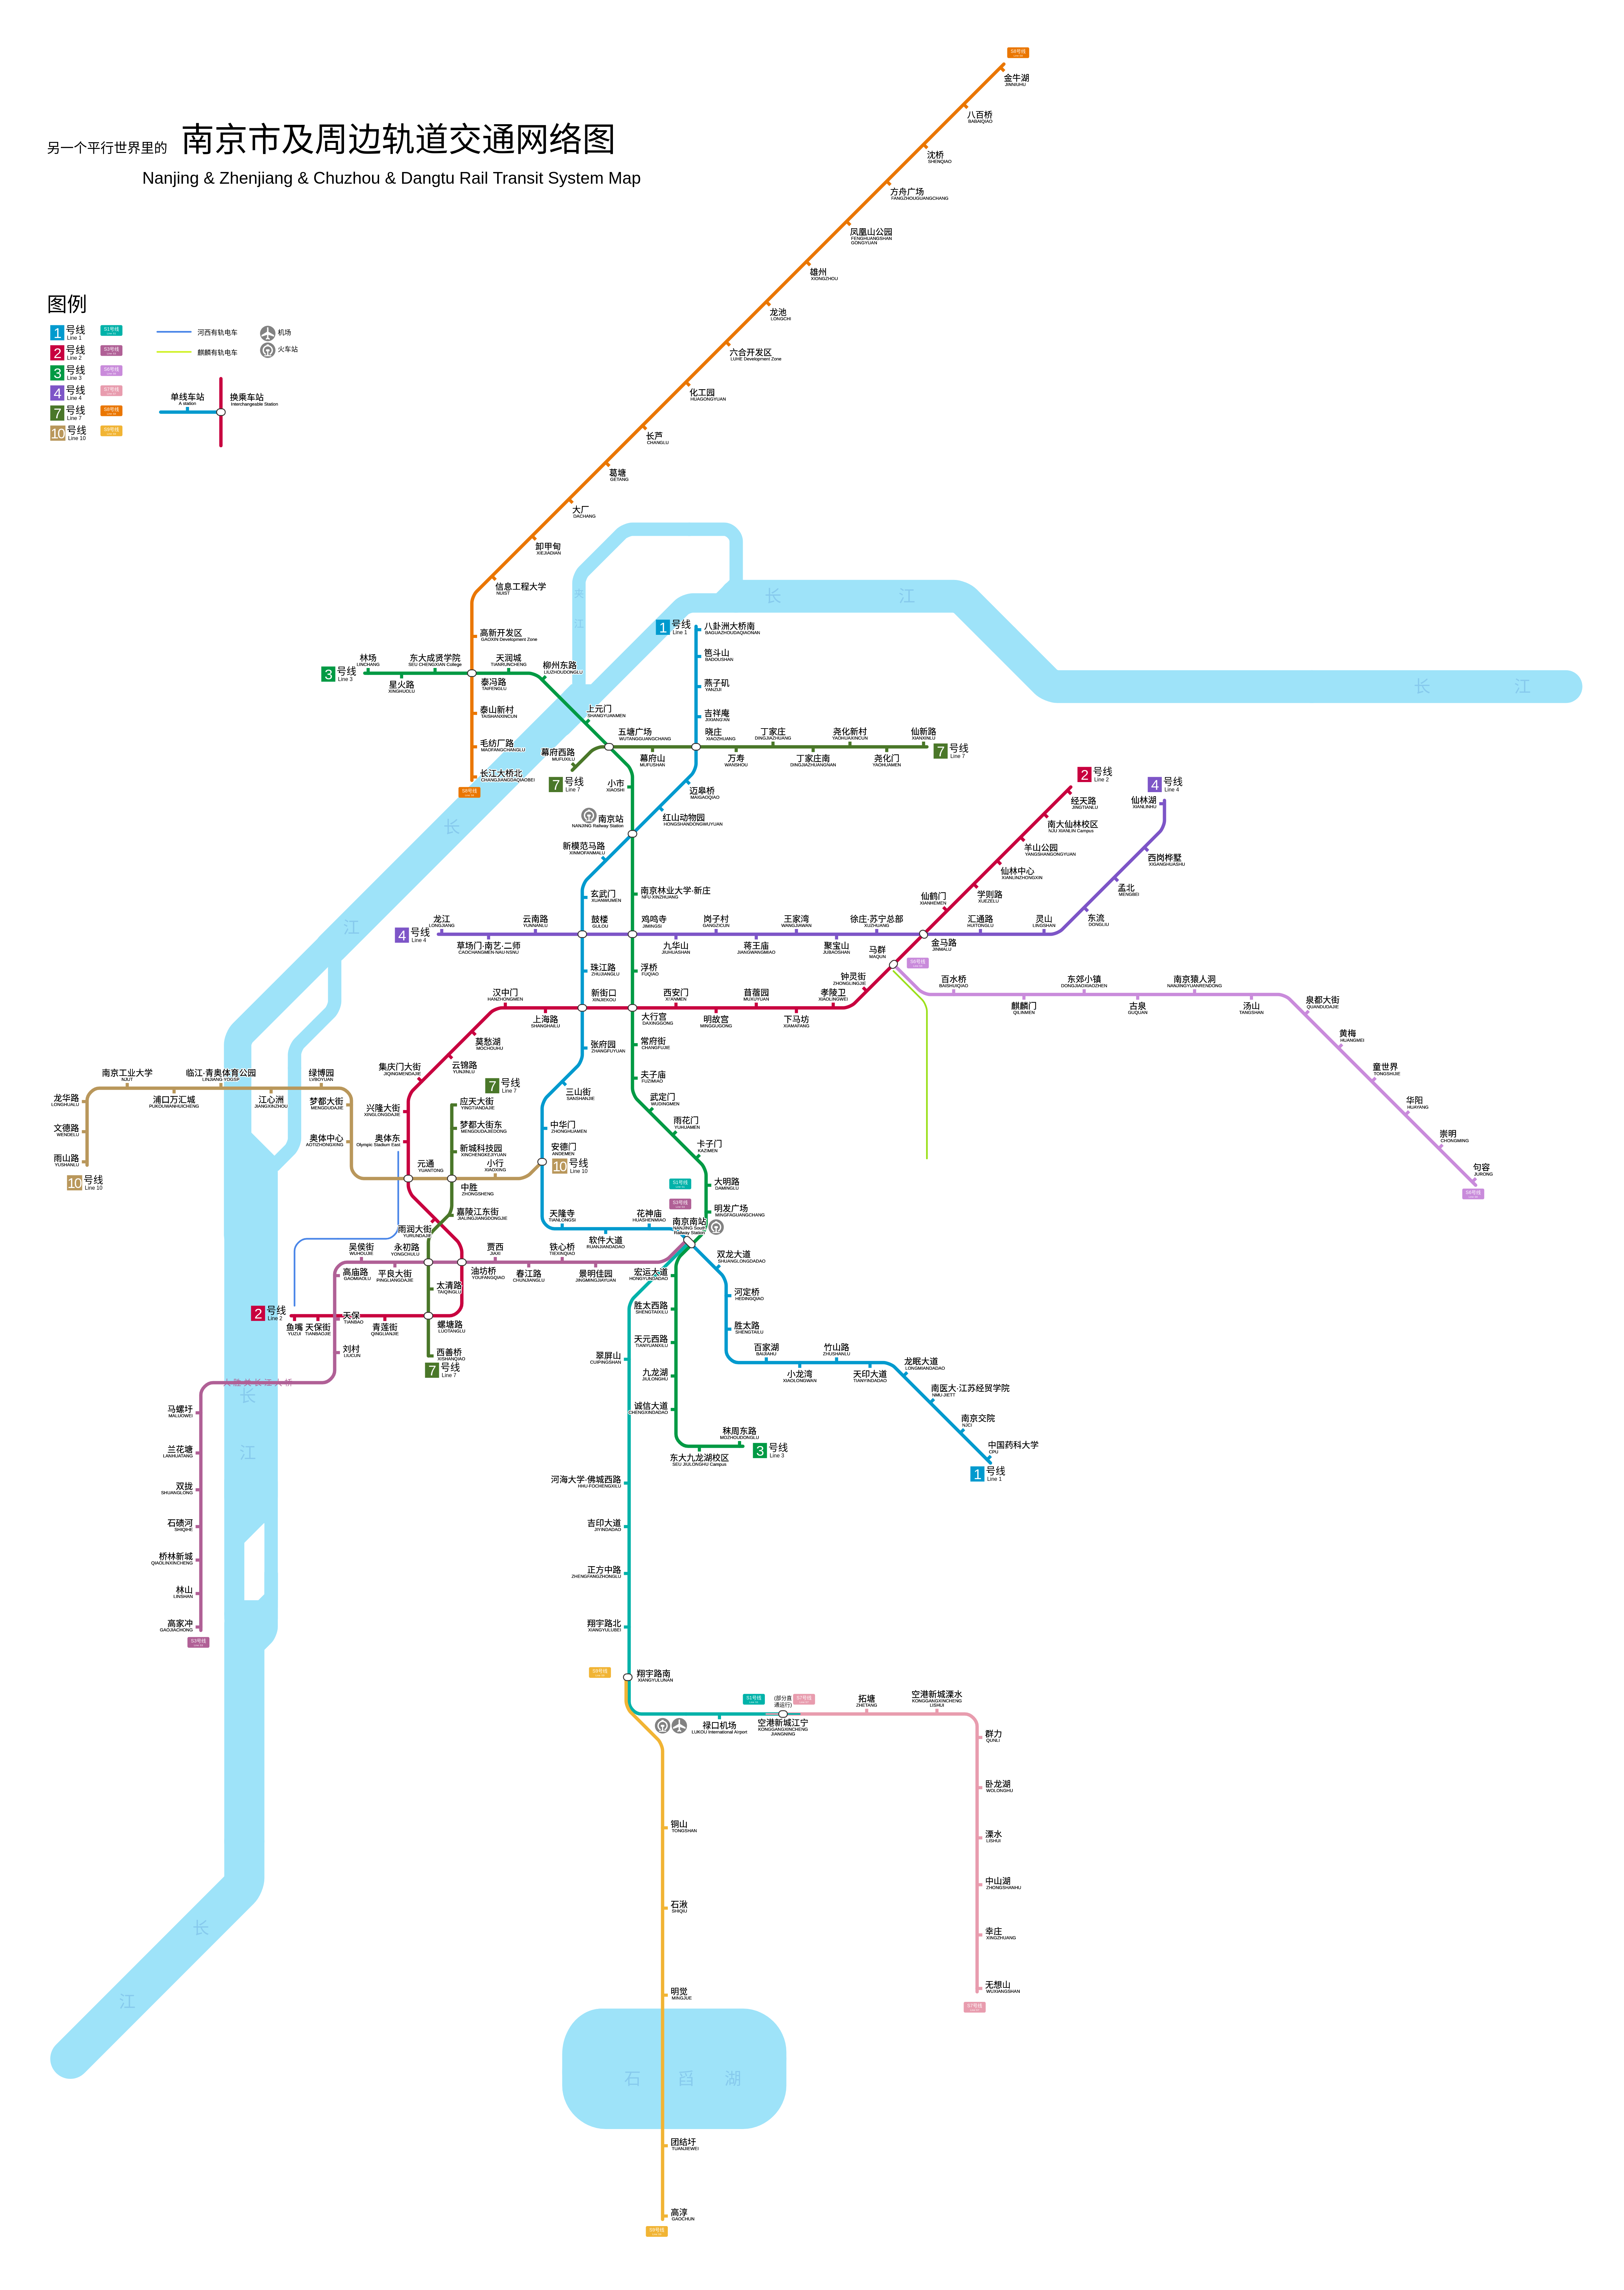 另一个平行世界里的 南京市及周边轨道交通网络图
Nanjing & Zhenjiang & Chuzhou & Dangtu Rail Transit System Map
图例
1 号线
Line 1
S1号线
2 号线
Line 2
S3号线
3 号线
Line 3
S6号线
4 号线
Line 4
S7号线
7 号线
Line 7
S8号线
10 号线
Line 10
S9号线
河西有轨电车
麒麟有轨电车
机场
火车站
单线车站
A station
换乘车站
Interchangeable Station
S8号线
金牛湖
JINNIUHU
八百桥
BABAIQIAO
沈桥
SHENQIAO
方舟广场
FANGZHOUGUANGCHANG
凤凰山公园
FENGHUANGSHAN
GONGYUAN
雄州
XIONGZHOU
龙池
LONGCHI
六合开发区
LUHE Development Zone
化工园
HUAGONGYUAN
长芦
CHANGLU
葛塘
GETANG
大厂
DACHANG
卸甲甸
XIEJIADIAN
信息工程大学
NUIST
高新开发区
GAOXIN Development Zone
泰冯路
TAIFENGLU
泰山新村
TAISHANXINCUN
毛纺厂路
MAOFANGCHANGLU
长江大桥北
CHANGJIANGDAQIAOBEI
S8号线
夹
江
长
江
长
江
3 号线
Line 3
林场
LINCHANG
星火路
XINGHUOLU
东大成贤学院
SEU CHENGXIAN College
天润城
TIANRUNCHENG
柳州东路
LIUZHOUDONGLU
上元门
SHANGYUANMEN
五塘广场
WUTANGGUANGCHANG
小市
XIAOSHI
南京站
NANJING Railway Station
南京林业大学·新庄
NFU·XINZHUANG
鸡鸣寺
JIMINGSI
浮桥
FUQIAO
大行宫
DAXINGGONG
常府街
CHANGFUJIE
夫子庙
FUZIMIAO
武定门
WUDINGMEN
雨花门
YUHUAMEN
卡子门
KAZIMEN
大明路
DAMINGLU
明发广场
MINGFAGUANGCHANG
南京南站
NANJING South
Railway Station
宏运大道
HONGYUNDADAO
胜太西路
SHENGTAIXILU
天元西路
TIANYUANXILU
九龙湖
JIULONGHU
诚信大道
CHENGXINDADAO
东大九龙湖校区
SEU JIULONGHU Campus
秣周东路
MOZHOUDONGLU
3 号线
Line 3
1 号线
Line 1
八卦洲大桥南
BAGUAZHOUDAQIAONAN
笆斗山
BADOUSHAN
燕子矶
YANZIJI
吉祥庵
JIXIANG'AN
晓庄
XIAOZHUANG
迈皋桥
MAIGAOQIAO
红山动物园
HONGSHANDONGWUYUAN
新模范马路
XINMOFANMALU
玄武门
XUANWUMEN
鼓楼
GULOU
珠江路
ZHUJIANGLU
新街口
XINJIEKOU
张府园
ZHANGFUYUAN
三山街
SANSHANJIE
中华门
ZHONGHUAMEN
安德门
ANDEMEN
10 号线
Line 10
天隆寺
TIANLONGSI
软件大道
RUANJIANDADAO
花神庙
HUASHENMIAO
双龙大道
SHUANGLONGDADAO
河定桥
HEDINGQIAO
胜太路
SHENGTAILU
百家湖
BAIJIAHU
小龙湾
XIAOLONGWAN
竹山路
ZHUSHANLU
天印大道
TIANYINDADAO
龙眠大道
LONGMIANDADAO
南医大·江苏经贸学院
NMU·JIETT
南京交院
NJCI
中国药科大学
CPU
1 号线
Line 1
幕府西路
MUFUXILU
7 号线
Line 7
幕府山
MUFUSHAN
万寿
WANSHOU
丁家庄
DINGJIAZHUANG
丁家庄南
DINGJIAZHUANGNAN
尧化新村
YAOHUAXINCUN
尧化门
YAOHUAMEN
仙新路
XIANXINLU
7 号线
Line 7
2 号线
Line 2
经天路
JINGTIANLU
南大仙林校区
NJU XIANLIN Campus
羊山公园
YANGSHANGONGYUAN
仙林中心
XIANLINZHONGXIN
学则路
XUEZELU
仙鹤门
XIANHEMEN
金马路
JINMALU
马群
MAQUN
钟灵街
ZHONGLINGJIE
孝陵卫
XIAOLINGWEI
下马坊
XIAMAFANG
苜蓿园
MUXUYUAN
明故宫
MINGGUGONG
西安门
XI'ANMEN
上海路
SHANGHAILU
汉中门
HANZHONGMEN
莫愁湖
MOCHOUHU
云锦路
YUNJINLU
集庆门大街
JIQINGMENDAJIE
兴隆大街
XINGLONGDAJIE
奥体东
Olympic Stadium East
元通
YUANTONG
雨润大街
YURUNDAJIE
油坊桥
YOUFANGQIAO
螺塘路
LUOTANGLU
青莲街
QINGLIANJIE
天保
TIANBAO
天保街
TIANBAOJIE
鱼嘴
YUZUI
2 号线
Line 2
4 号线
Line 4
仙林湖
XIANLINHU
西岗桦墅
XIGANGHUASHU
孟北
MENGBEI
东流
DONGLIU
灵山
LINGSHAN
汇通路
HUITONGLU
徐庄·苏宁总部
XUZHUANG
聚宝山
JUBAOSHAN
王家湾
WANGJIAWAN
蒋王庙
JIANGWANGMIAO
岗子村
GANGZICUN
九华山
JIUHUASHAN
云南路
YUNNANLU
草场门·南艺·二师
CAOCHANGMEN·NAU·NSNU
龙江
LONGJIANG
4 号线
Line 4
S6号线
百水桥
BAISHUIQIAO
麒麟门
QILINMEN
东郊小镇
DONGJIAOXIAOZHEN
古泉
GUQUAN
南京猿人洞
NANJINGYUANRENDONG
汤山
TANGSHAN
泉都大街
QUANDUDAJIE
黄梅
HUANGMEI
童世界
TONGSHIJIE
华阳
HUAYANG
崇明
CHONGMING
句容
JURONG
S6号线
长
江
龙华路
LONGHUALU
文德路
WENDELU
雨山路
YUSHANLU
10 号线
Line 10
南京工业大学
NJUT
浦口万汇城
PUKOUWANHUICHENG
临江·青奥体育公园
LINJIANG·YOGSP
江心洲
JIANGXINZHOU
绿博园
LVBOYUAN
梦都大街
MENGDUDAJIE
奥体中心
AOTIZHONGXING
中胜
ZHONGSHENG
小行
XIAOXING
7 号线
Line 7
应天大街
YINGTIANDAJIE
梦都大街东
MENGDOUDAJIEDONG
新城科技园
XINCHENGKEJIYUAN
嘉陵江东街
JIALINGJIANGDONGJIE
永初路
YONGCHULU
太清路
TAIQINGLU
西善桥
XISHANQIAO
7 号线
Line 7
S1号线
S3号线
景明佳园
JINGMINGJIAYUAN
铁心桥
TIEXINQIAO
春江路
CHUNJIANGLU
贾西
JIAXI
平良大街
PINGLIANGDAJIE
吴侯街
WUHOUJIE
高庙路
GAOMIAOLU
刘村
LIUCUN
大胜关长江大桥
马骡圩
MALUOWEI
兰花塘
LANHUATANG
双拢
SHUANGLONG
石碛河
SHIQIHE
桥林新城
QIAOLINXINCHENG
林山
LINSHAN
高家冲
GAOJIACHONG
S3号线
长
江
长
江
翠屏山
CUIPINGSHAN
河海大学·佛城西路
HHU·FOCHENGXILU
吉印大道
JIYINDADAO
正方中路
ZHENGFANGZHONGLU
翔宇路北
XIANGYULUBEI
翔宇路南
XIANGYULUNAN
S9号线
禄口机场
LUKOU International Airport
S1号线
(部分直
通运行)
S7号线
空港新城江宁
KONGGANGXINCHENG
JIANGNING
拓塘
ZHETANG
空港新城溧水
KONGGANGXINCHENG
LISHUI
群力
QUNLI
卧龙湖
WOLONGHU
溧水
LISHUI
中山湖
ZHONGSHANHU
幸庄
XINGZHUANG
无想山
WUXIANGSHAN
S7号线
铜山
TONGSHAN
石湫
SHIQIU
明觉
MINGJUE
石 臼 湖
团结圩
TUANJIEWEI
高淳
GAOCHUN
S9号线